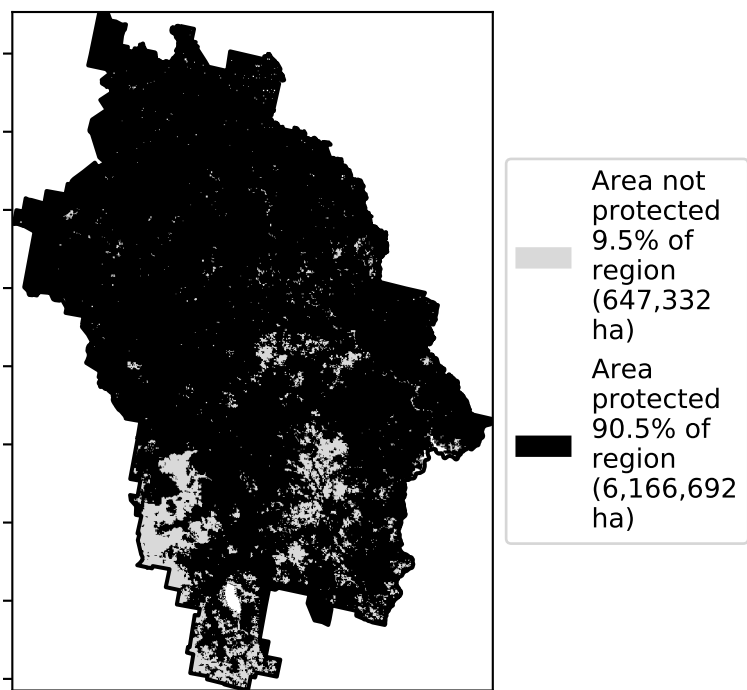 Area not
protected
9.5% of
region
(647,332
ha)
Area
protected
90.5% of
region
(6,166,692
ha)